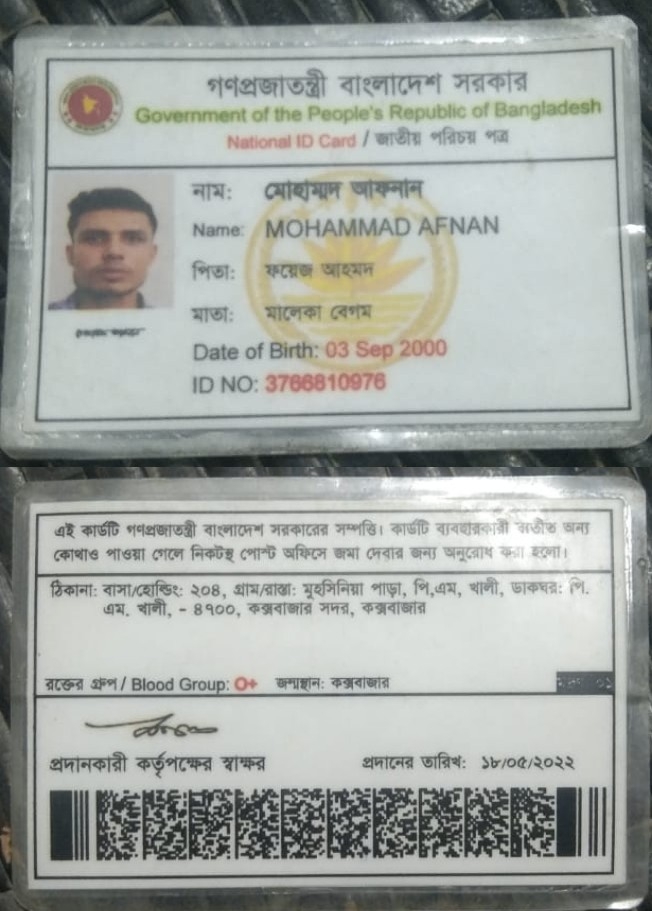 গণপ্রজাতন্ত্রী বাংলাদেশ সরকার
Government of the People's Republic of Bangladesh
National ID Card / জাতীয় পরিচয় পত্র
নাম: মোহাম্মদ আফনান
Name: MOHAMMAD AFNAN
পিতা: ফয়েজ আহমদ
মাতা: মালেকা বেগম
Date of Birth: 03 Sep 2000
ID NO: 3766810976
এই কার্ডটি গণপ্রজাতন্ত্রী বাংলাদেশ সরকারের সম্পত্তি। কার্ডটি ব্যবহারকারী ব্যতীত অন্য
কোথাও পাওয়া গেলে নিকটস্থ পোস্ট অফিসে জমা দেবার জন্য অনুরোধ করা হলো।
ঠিকানা: বাসা/হোল্ডিং: ২০৪, গ্রাম/রাস্তা: মুহসিনিয়া পাড়া, পি,এম, খালী, ডাকঘর: পি.
এম. খালী, - ৪৭০০, কক্সবাজার সদর, কক্সবাজার
রক্তের গ্রুপ / Blood Group: O+ জন্মস্থান: কক্সবাজার
প্রদানকারী কর্তৃপক্ষের স্বাক্ষর প্রদানের তারিখ: ১৮/০৫/২০২২